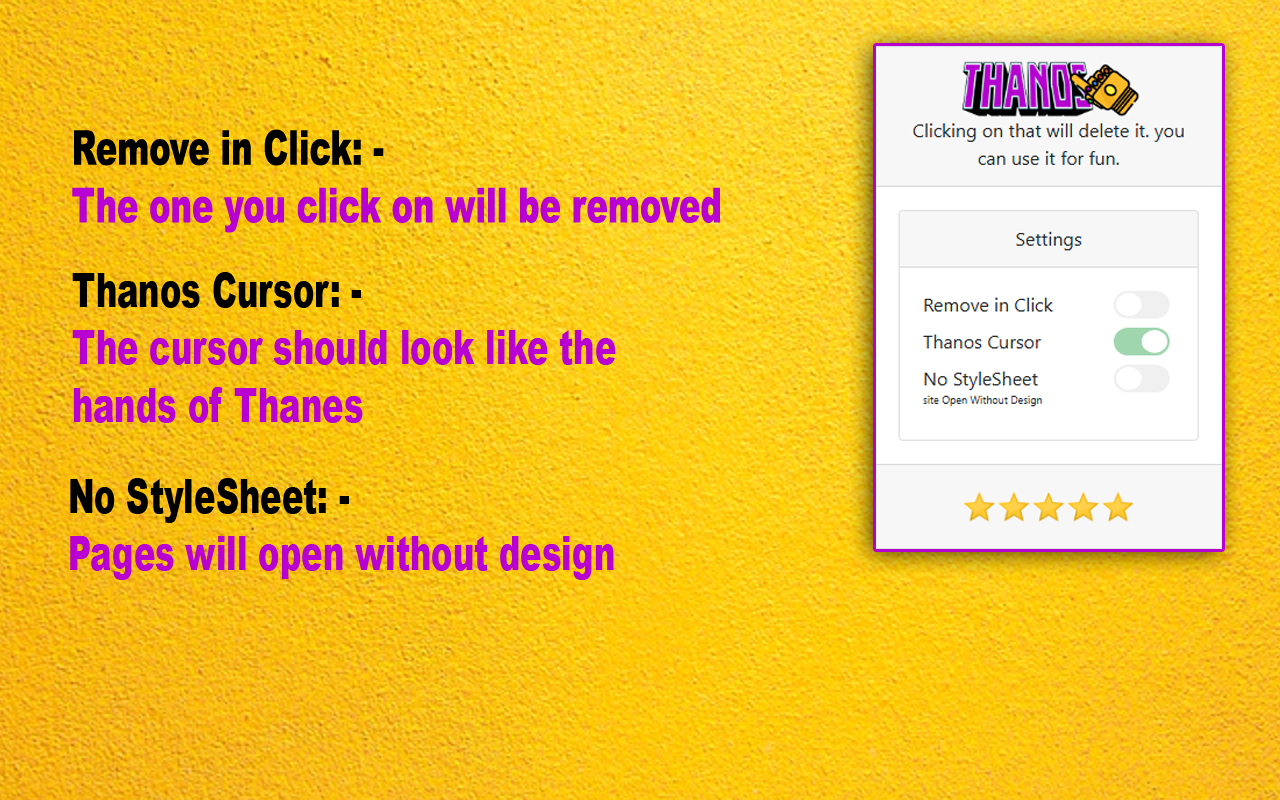 Remove in Click: -
The one you click on will be removed
Thanos Cursor: -
The cursor should look like the
hands of Thanes
No StyleSheet: -
Pages will open without design
THANOS
Clicking on that will delete it. you
can use it for fun.
Settings
Remove in Click
Thanos Cursor
No StyleSheet
site Open Without Design